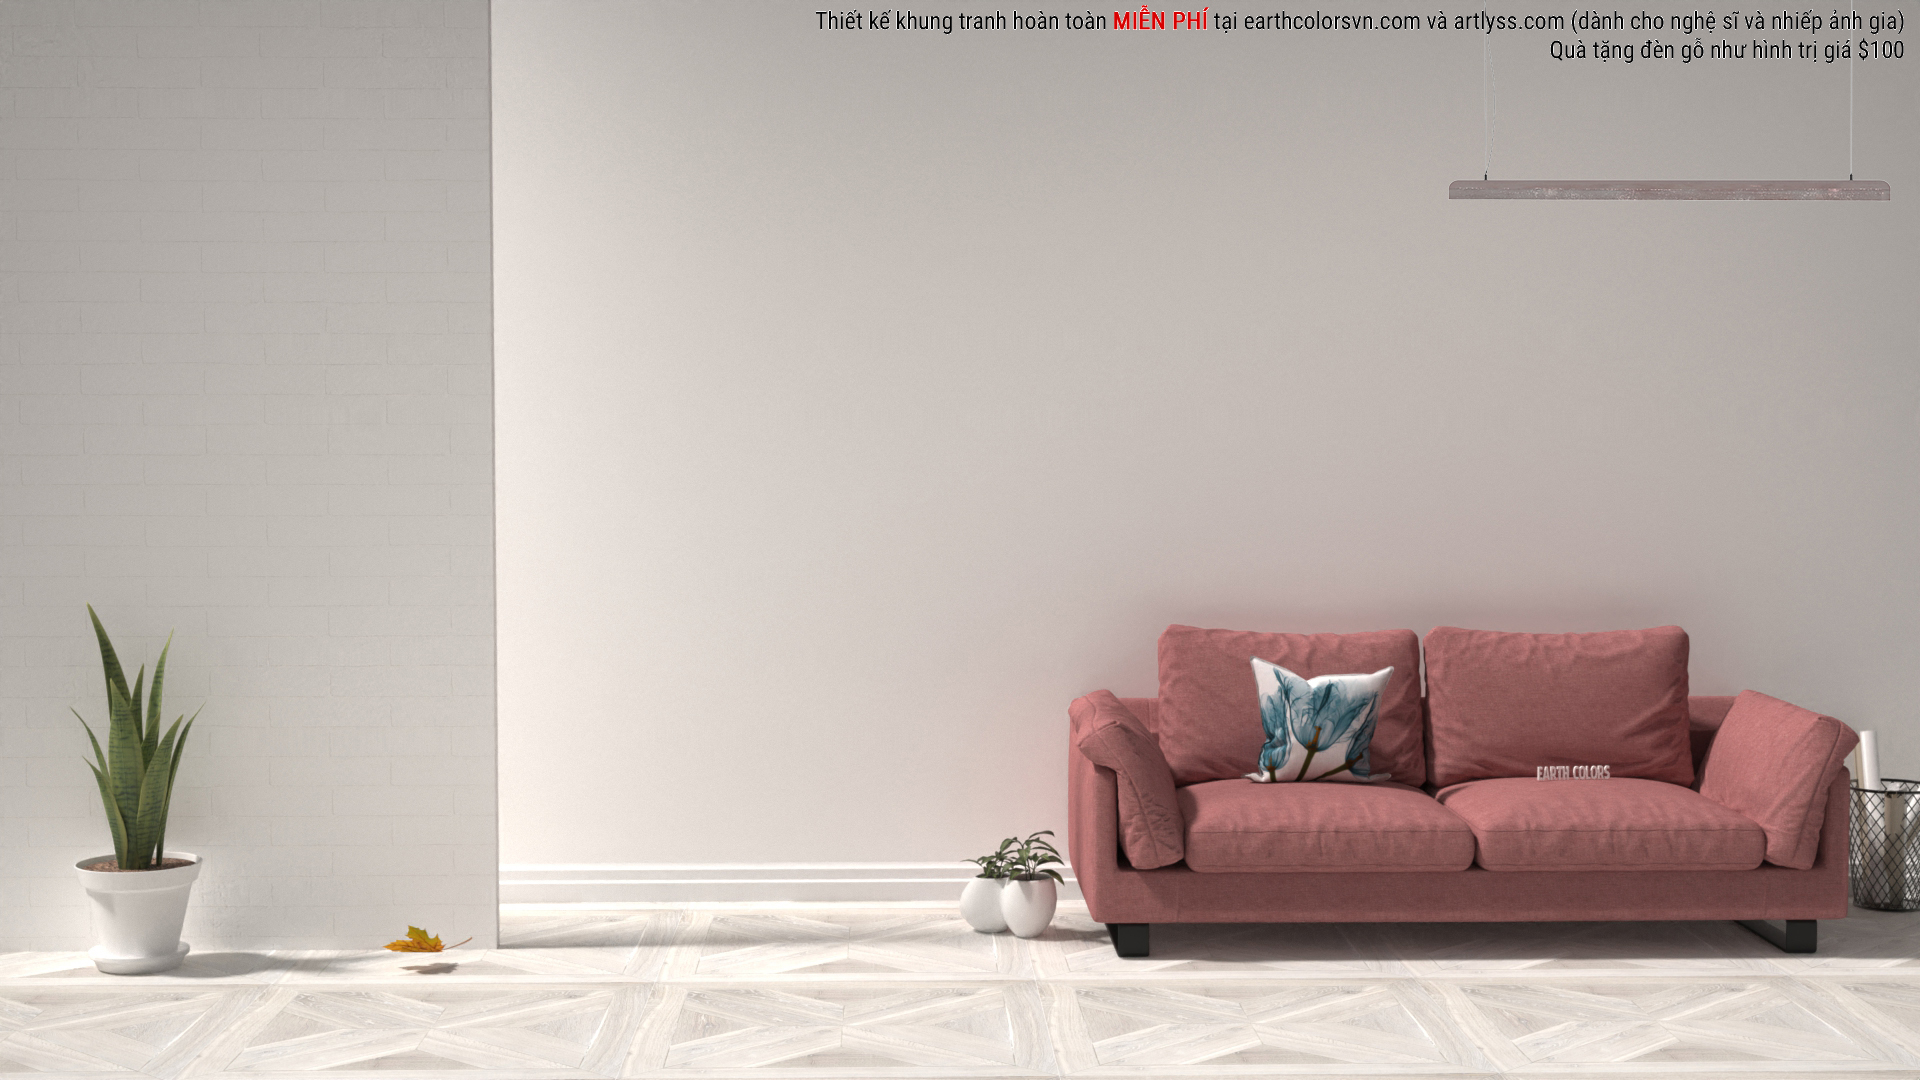 Thiết kế khung tranh hoàn toàn MIỄN PHÍ tại earthcolorsvn.com và artlyss.com (dành cho nghệ sĩ và nhiếp ảnh gia)
Quà tặng đèn gỗ như hình trị giá $100
EARTH COLORS